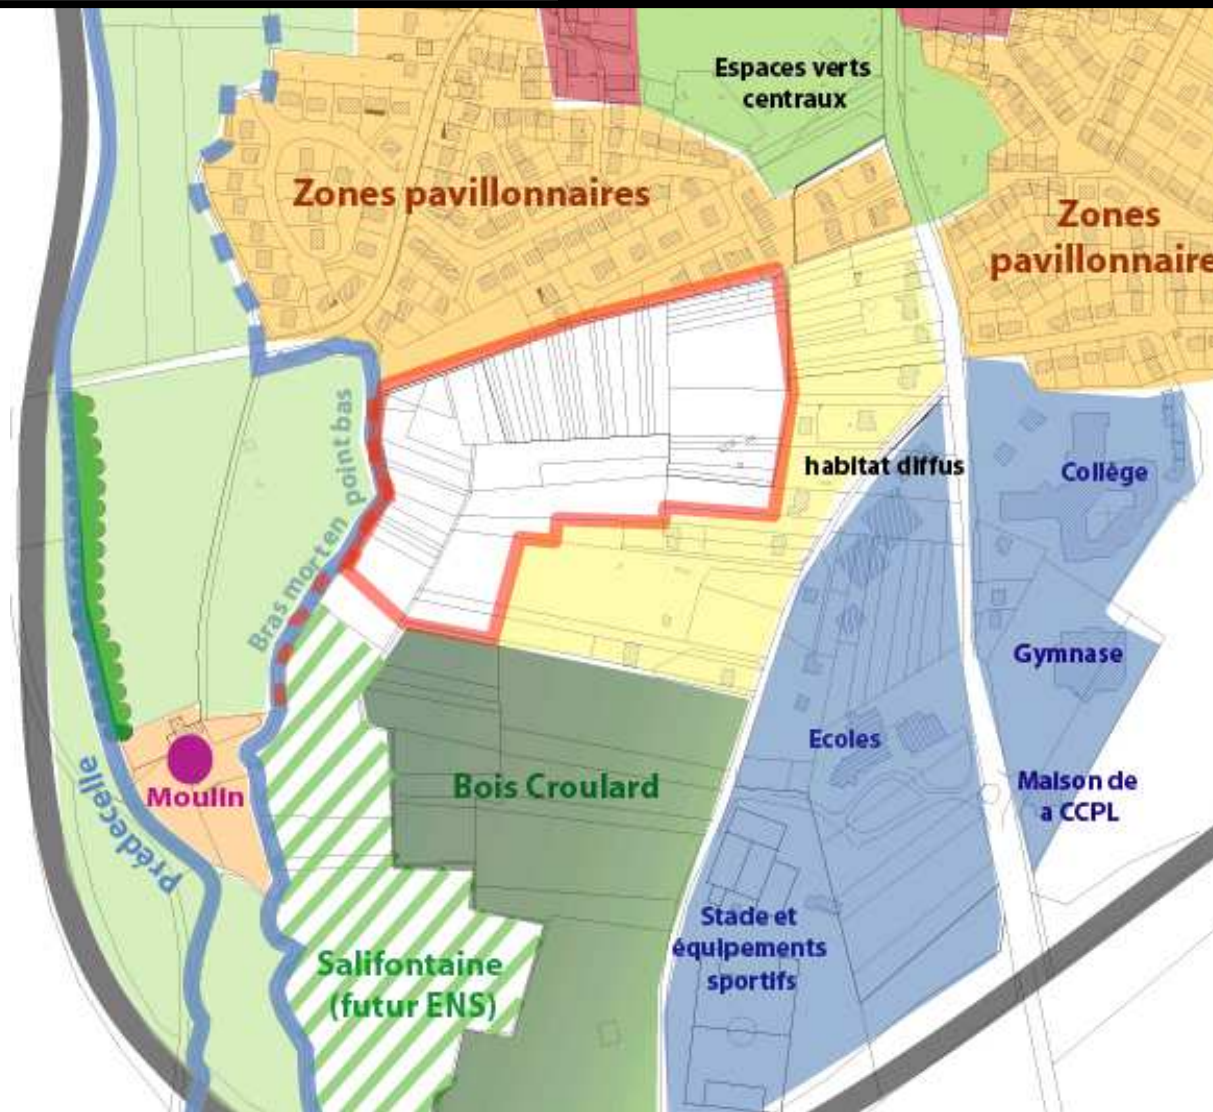 Espaces verts
centraux
Zones pavillonnaires
Zones
pavillonnaire
Bras mort en point bas
habitat diffus
Collège
Gymnase
Ecoles
Maison de
a CCPL
Moulin
Prédecelle
Bois Croulard
Stade et
équipements
sportifs
Salifontaine
(futur ENS)